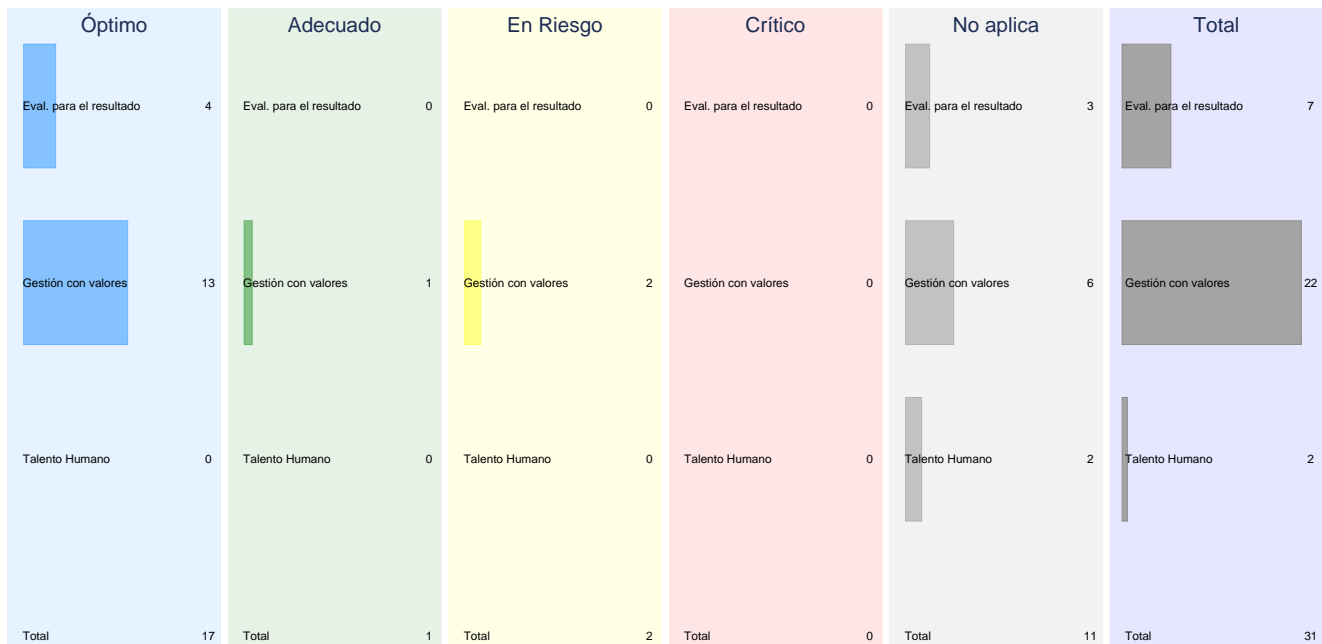 Óptimo Adecuado En Riesgo Crítico No aplica Total
Eval. para el resultado 4 Eval. para el resultado 0 Eval. para el resultado 0 Eval. para el resultado 0 Eval. para el resultado 3 Eval. para el resultado 7
Gestión con valores 13 Gestión con valores 1 Gestión con valores 2 Gestión con valores 0 Gestión con valores 6 Gestión con valores 22
Talento Humano 0 Talento Humano 0 Talento Humano 0 Talento Humano 0 Talento Humano 2 Talento Humano 2
Total 17 Total 1 Total 2 Total 0 Total 11 Total 31